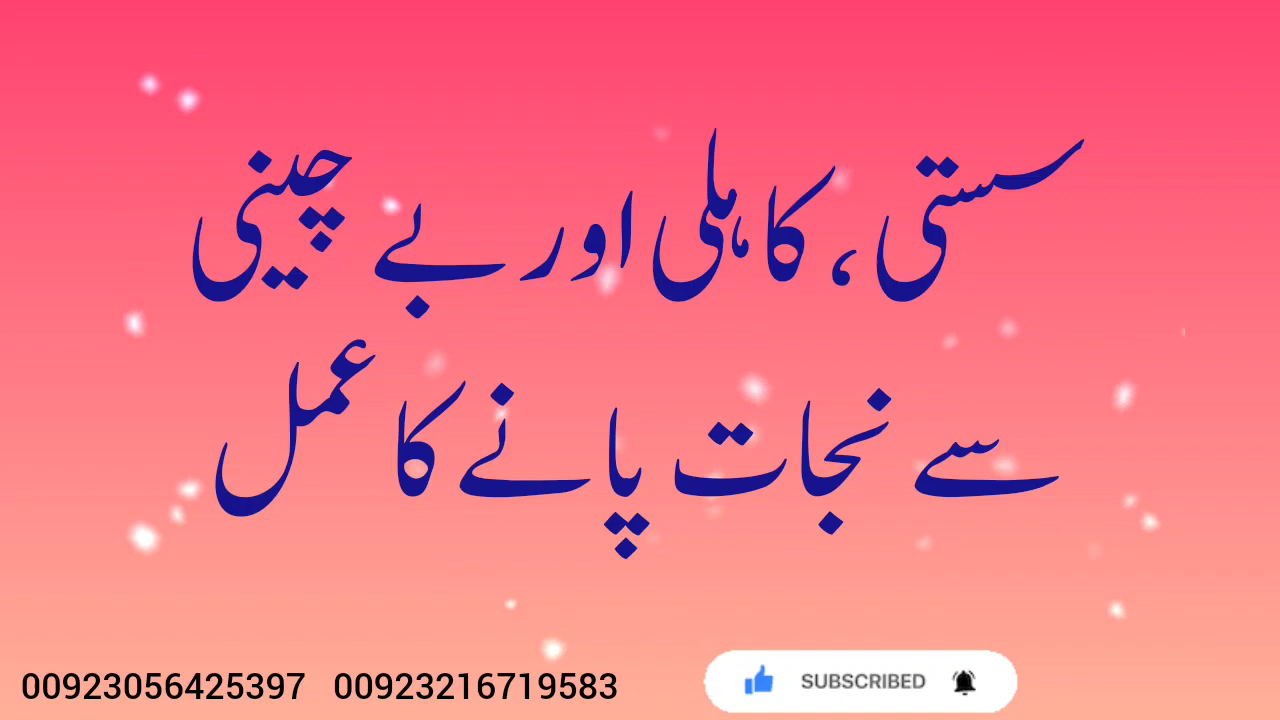 سستی، کاہلی اور بے چینی
سے نجات پانے کا عمل
00923056425397 00923216719583 SUBSCRIBED